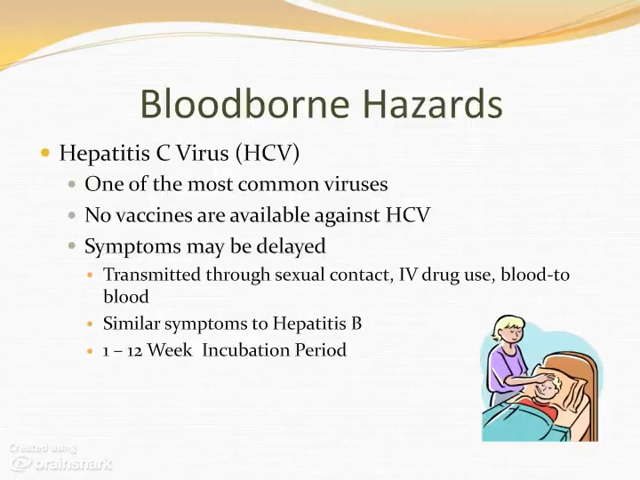 Bloodborne Hazards
Hepatitis C Virus (HCV)
One of the most common viruses
No vaccines are available against HCV
Symptoms may be delayed
Transmitted through sexual contact, IV drug use, blood-to
blood
Similar symptoms to Hepatitis B
1 – 12 Week Incubation Period
Created using
brainshark